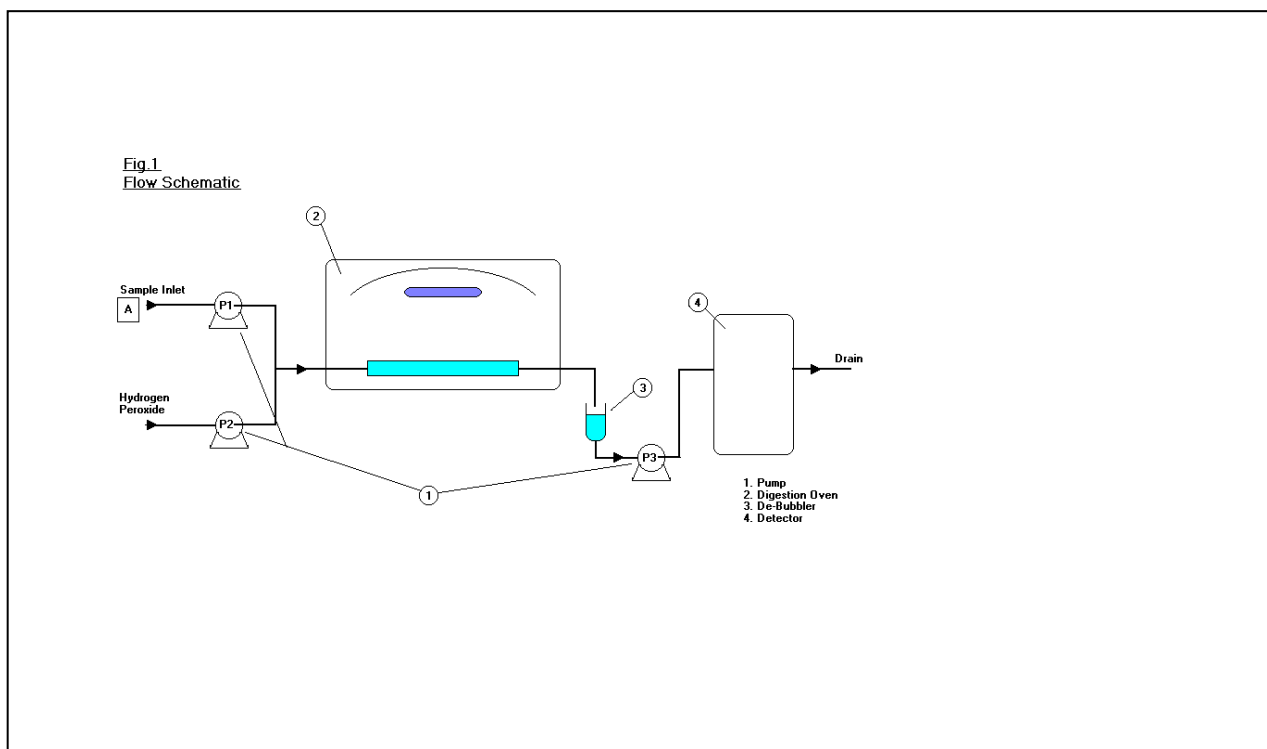 Fig.1
Flow Schematic
2
Sample Inlet
A
P1
4
Drain
Hydrogen
Peroxide
3
P2
P3
1
1. Pump
2. Digestion Oven
3. De-Bubbler
4. Detector